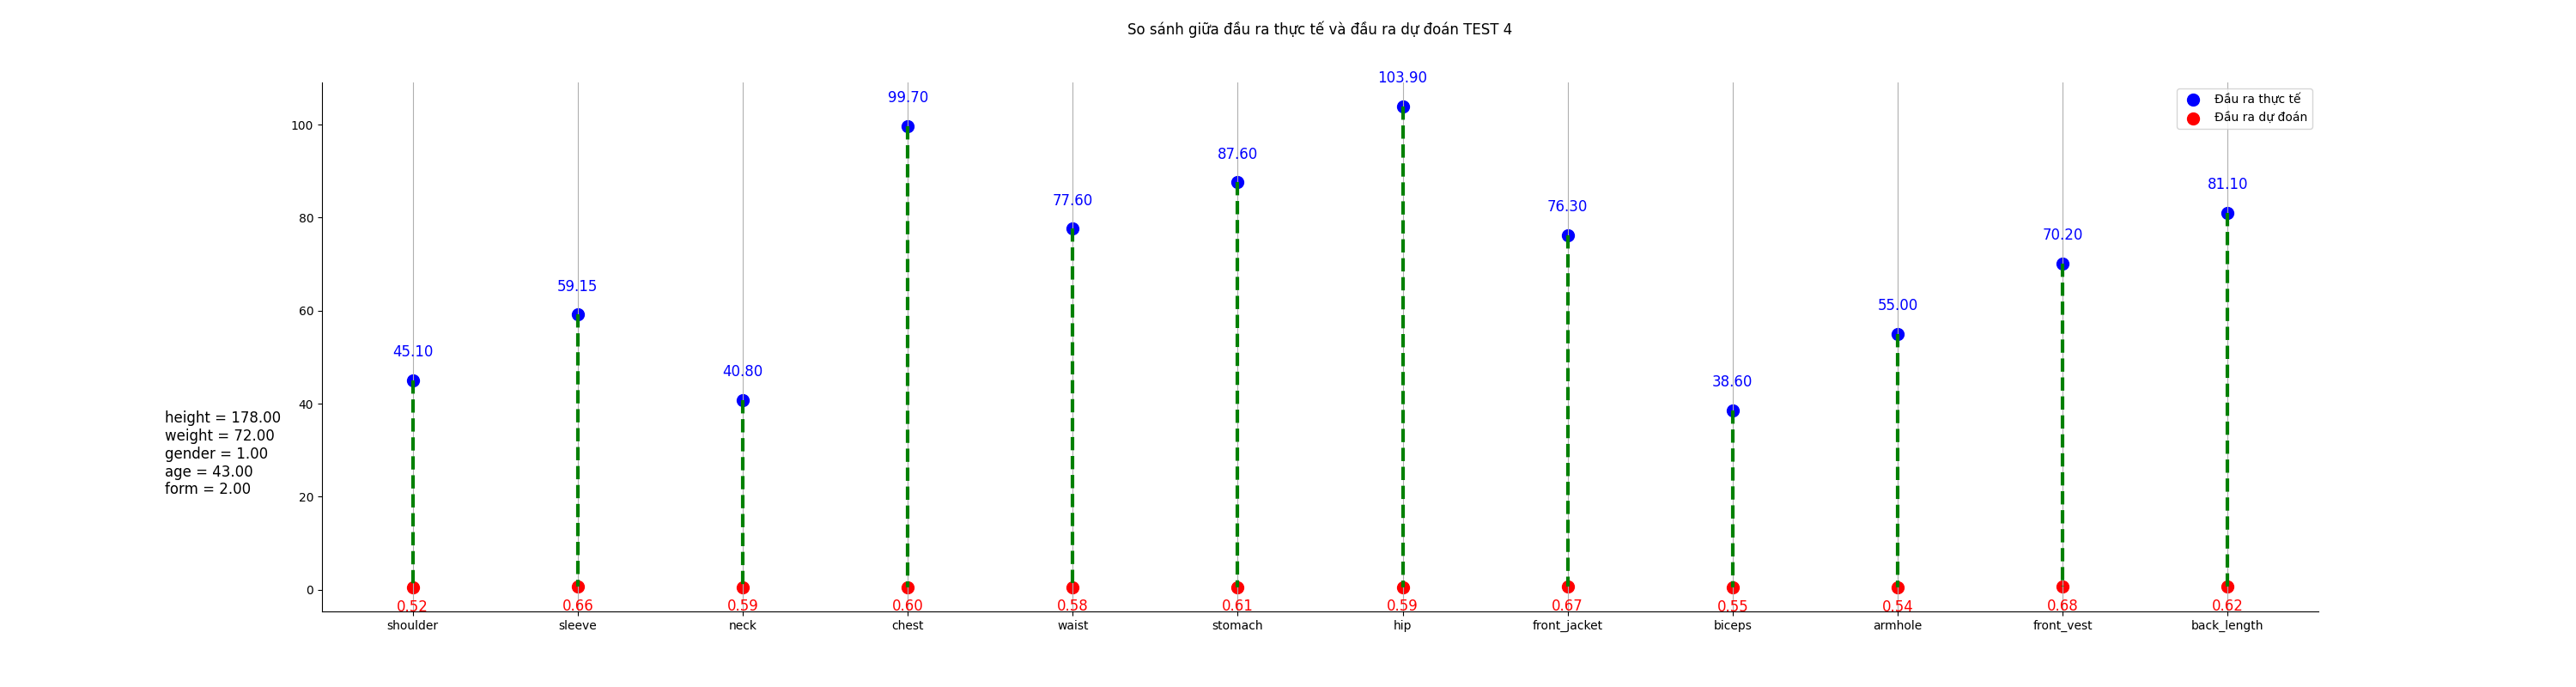 So sánh giữa đầu ra thực tế và đầu ra dự đoán TEST 4
Đầu ra thực tế
Đầu ra dự đoán
height = 178.00
weight = 72.00
gender = 1.00
age = 43.00
form = 2.00
100
80
60
40
20
0
45.10
59.15
40.80
99.70
77.60
87.60
103.90
76.30
38.60
55.00
70.20
81.10
0.52
0.66
0.59
0.60
0.58
0.61
0.59
0.67
0.55
0.54
0.68
0.62
shoulder
sleeve
neck
chest
waist
stomach
hip
front_jacket
biceps
armhole
front_vest
back_length